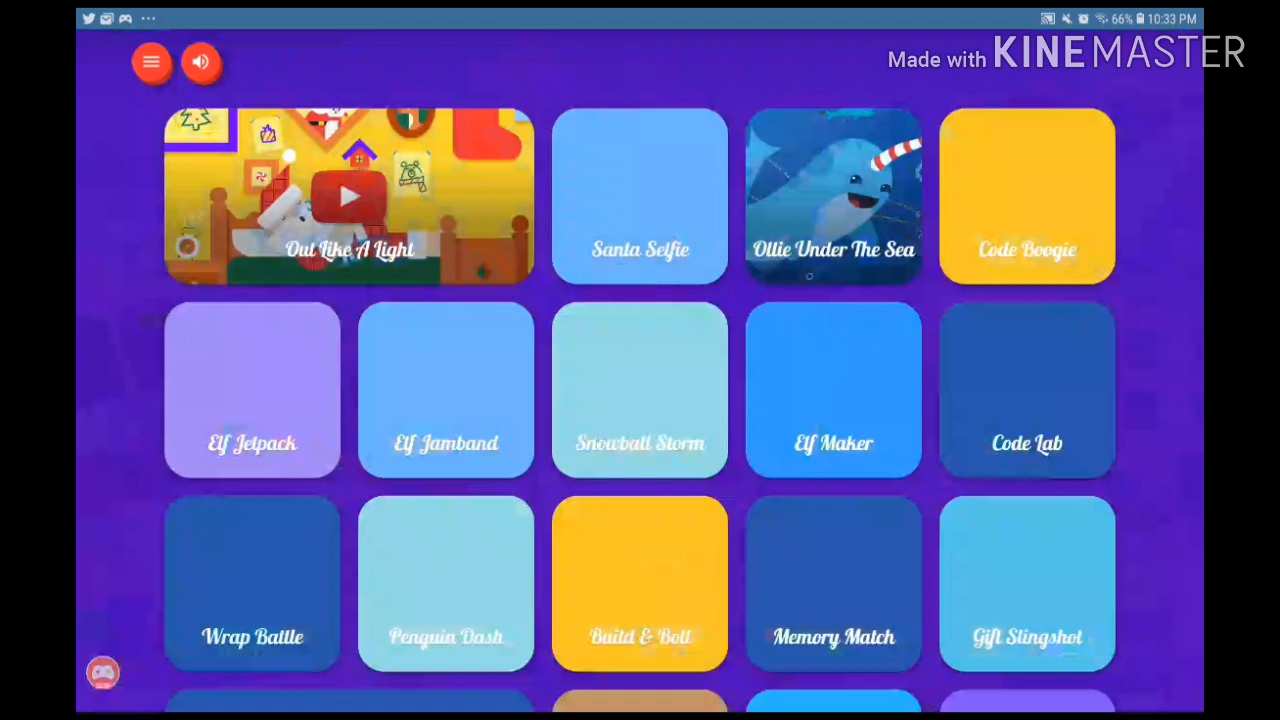 66% 10:33 PM
Made with KINEMASTER
Out Like A Light
Santa Selfie
Ollie Under The Sea
Code Boogie
Elf Jetpack
Elf Jamband
Snowball Storm
Elf Maker
Code Lab
Wrap Battle
Penguin Dash
Build & Bolt
Memory Match
Gift Slingshot